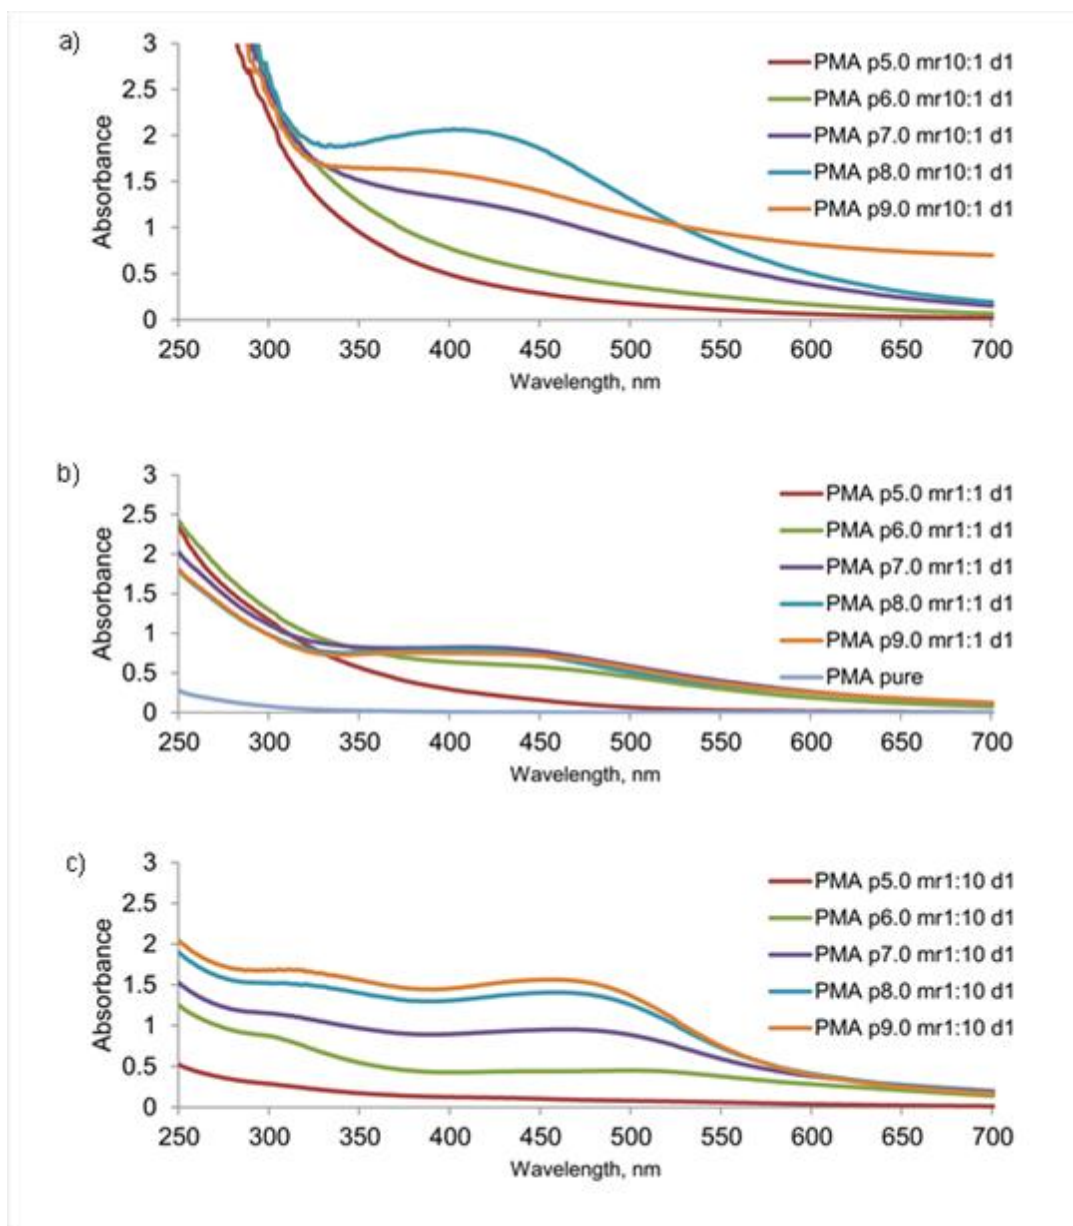 a)
3
2.5
2
1.5
1
0.5
0
Absorbance
250 300 350 400 450 500 550 600 650 700
Wavelength, nm
PMA p5.0 mr10:1 d1
PMA p6.0 mr10:1 d1
PMA p7.0 mr10:1 d1
PMA p8.0 mr10:1 d1
PMA p9.0 mr10:1 d1
b)
3
2.5
2
1.5
1
0.5
0
Absorbance
250 300 350 400 450 500 550 600 650 700
Wavelength, nm
PMA p5.0 mr1:1 d1
PMA p6.0 mr1:1 d1
PMA p7.0 mr1:1 d1
PMA p8.0 mr1:1 d1
PMA p9.0 mr1:1 d1
PMA pure
c)
3
2.5
2
1.5
1
0.5
0
Absorbance
250 300 350 400 450 500 550 600 650 700
Wavelength, nm
PMA p5.0 mr1:10 d1
PMA p6.0 mr1:10 d1
PMA p7.0 mr1:10 d1
PMA p8.0 mr1:10 d1
PMA p9.0 mr1:10 d1